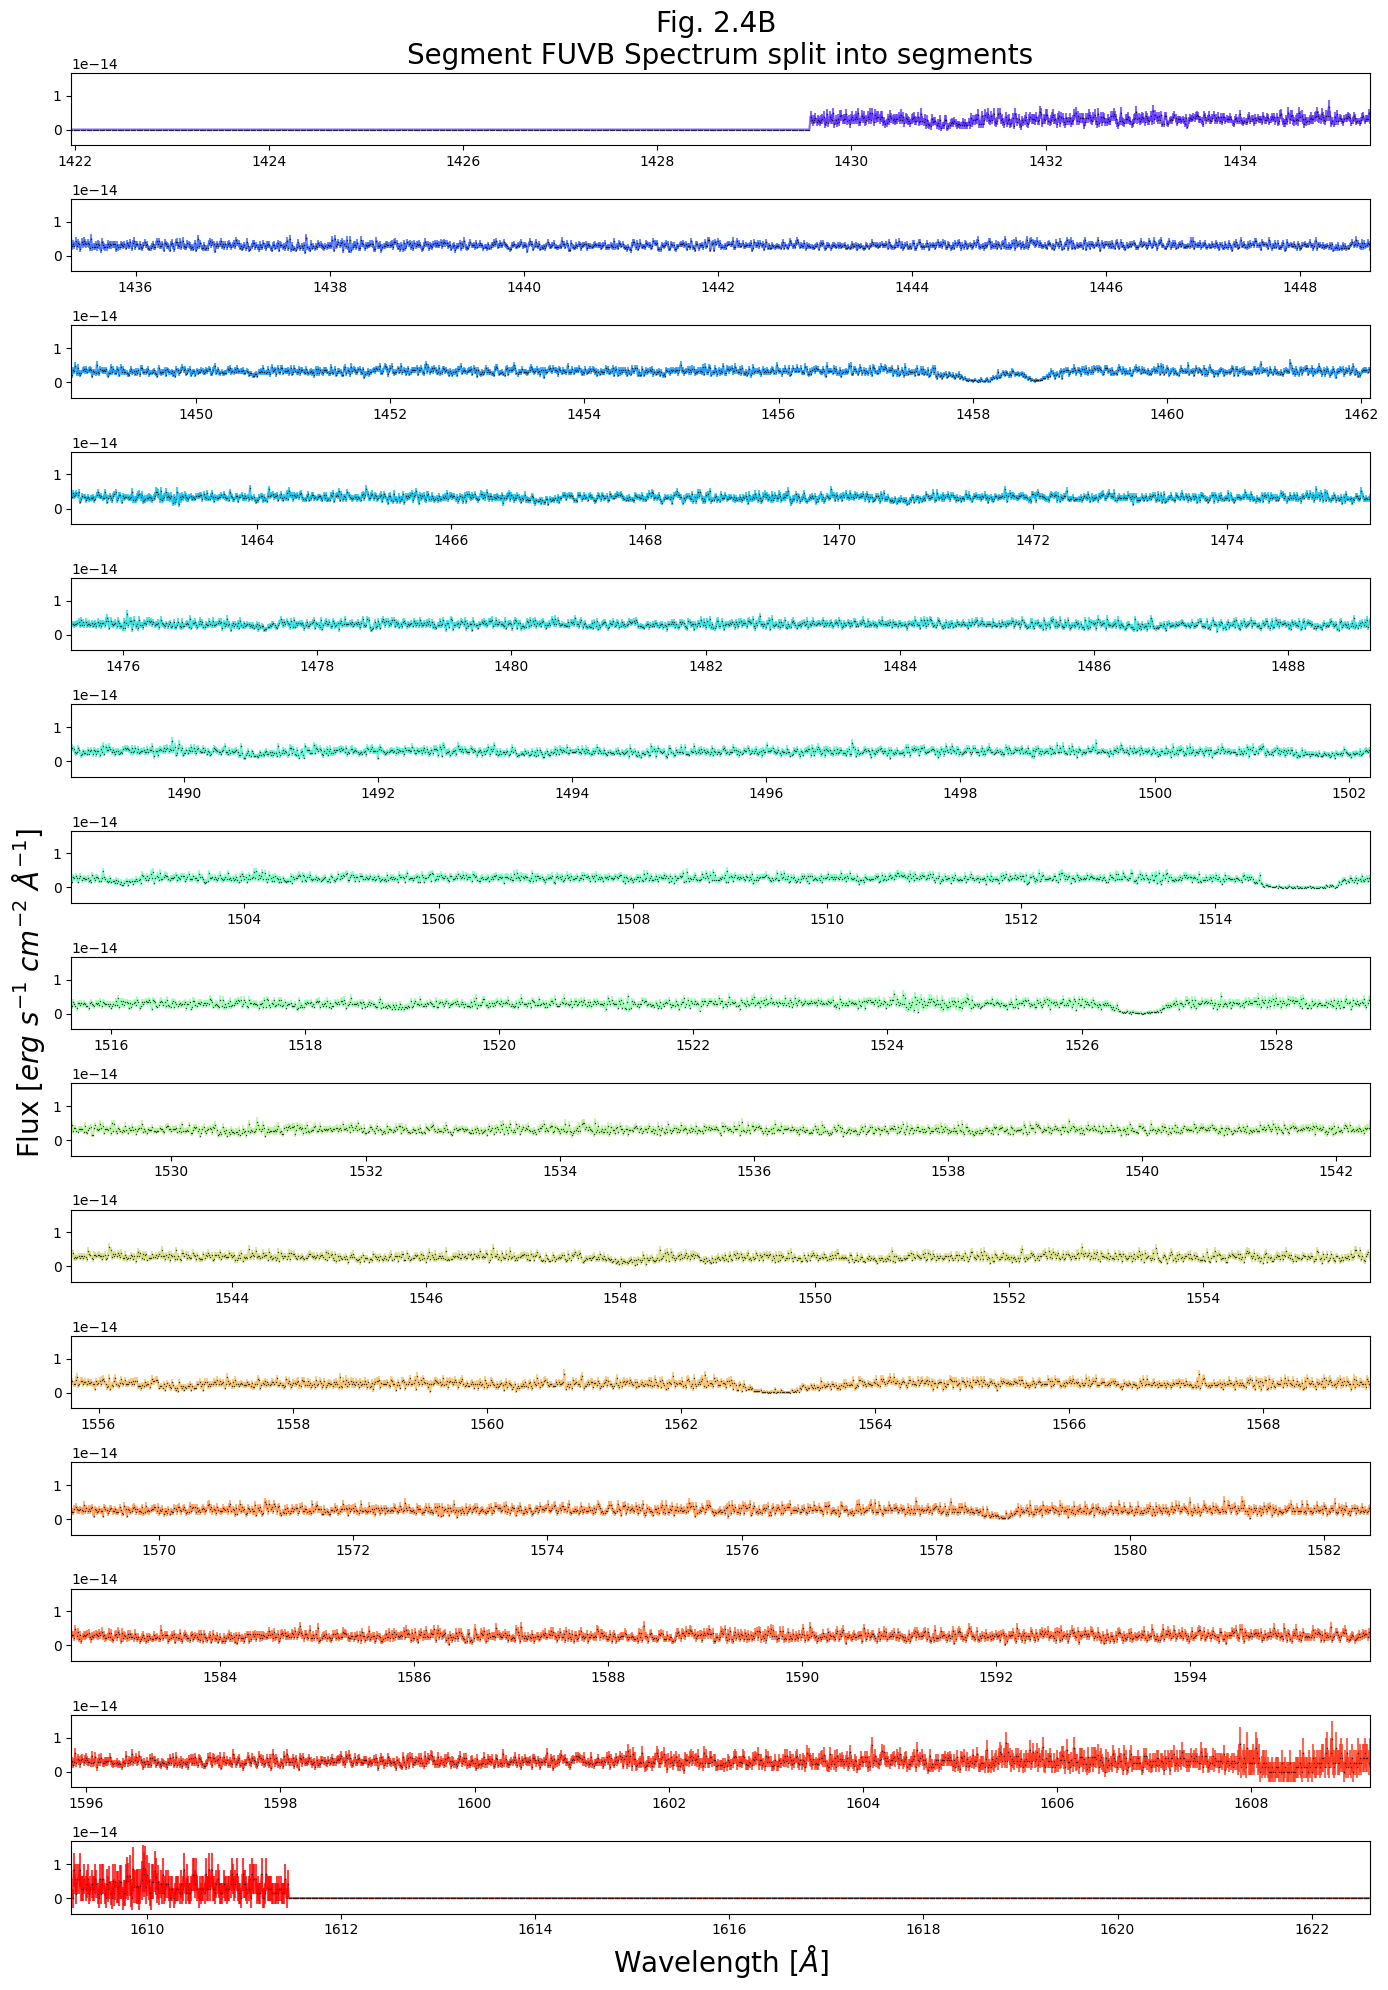 Fig. 2.4B
Segment FUVB Spectrum split into segments
1e−14
1
0
1422 1424 1426 1428 1430 1432 1434
1e−14
1
0
1436 1438 1440 1442 1444 1446 1448
1e−14
1
0
1450 1452 1454 1456 1458 1460 1462
1e−14
1
0
1464 1466 1468 1470 1472 1474
1e−14
1
0
1476 1478 1480 1482 1484 1486 1488
1e−14
1
0
1490 1492 1494 1496 1498 1500 1502
1e−14
1
0
1504 1506 1508 1510 1512 1514
1e−14
1
0
1516 1518 1520 1522 1524 1526 1528
Flux [erg s⁻¹ cm⁻² Å⁻¹]
1e−14
1
0
1530 1532 1534 1536 1538 1540 1542
1e−14
1
0
1544 1546 1548 1550 1552 1554
1e−14
1
0
1556 1558 1560 1562 1564 1566 1568
1e−14
1
0
1570 1572 1574 1576 1578 1580 1582
1e−14
1
0
1584 1586 1588 1590 1592 1594
1e−14
1
0
1596 1598 1600 1602 1604 1606 1608
1e−14
1
0
1610 1612 1614 1616 1618 1620 1622
Wavelength [Å]